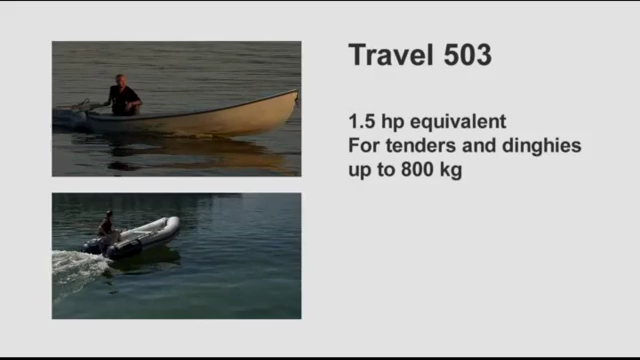 Travel 503
1.5 hp equivalent
For tenders and dinghies
up to 800 kg